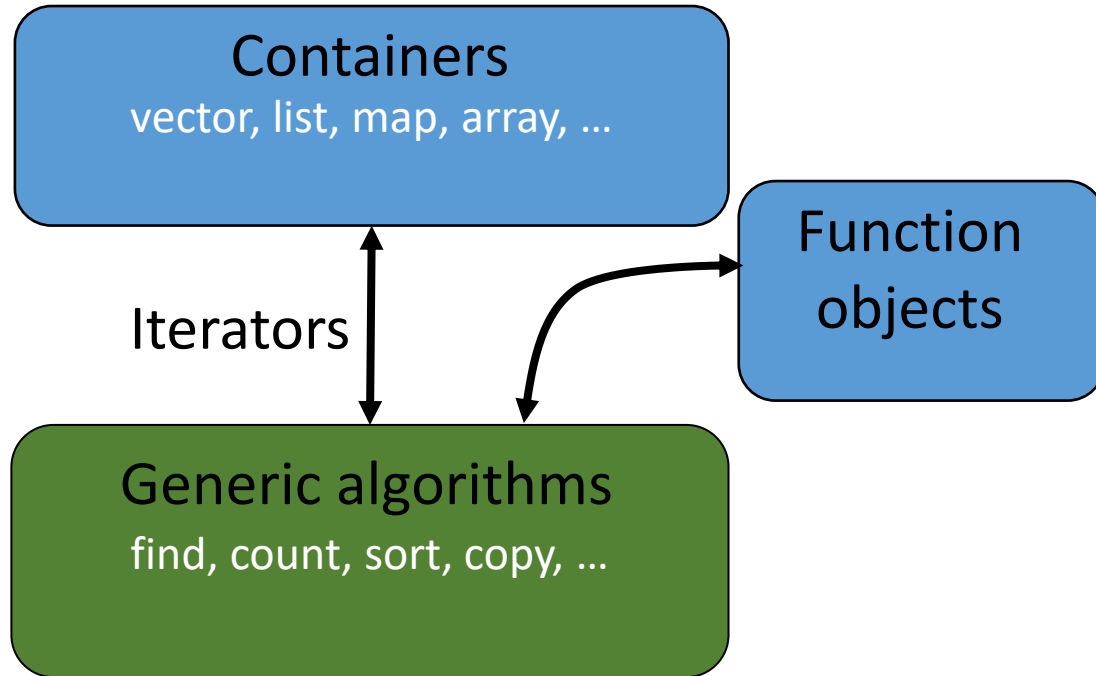 Containers
vector, list, map, array, …
Function
objects
Iterators
Generic algorithms
find, count, sort, copy, …